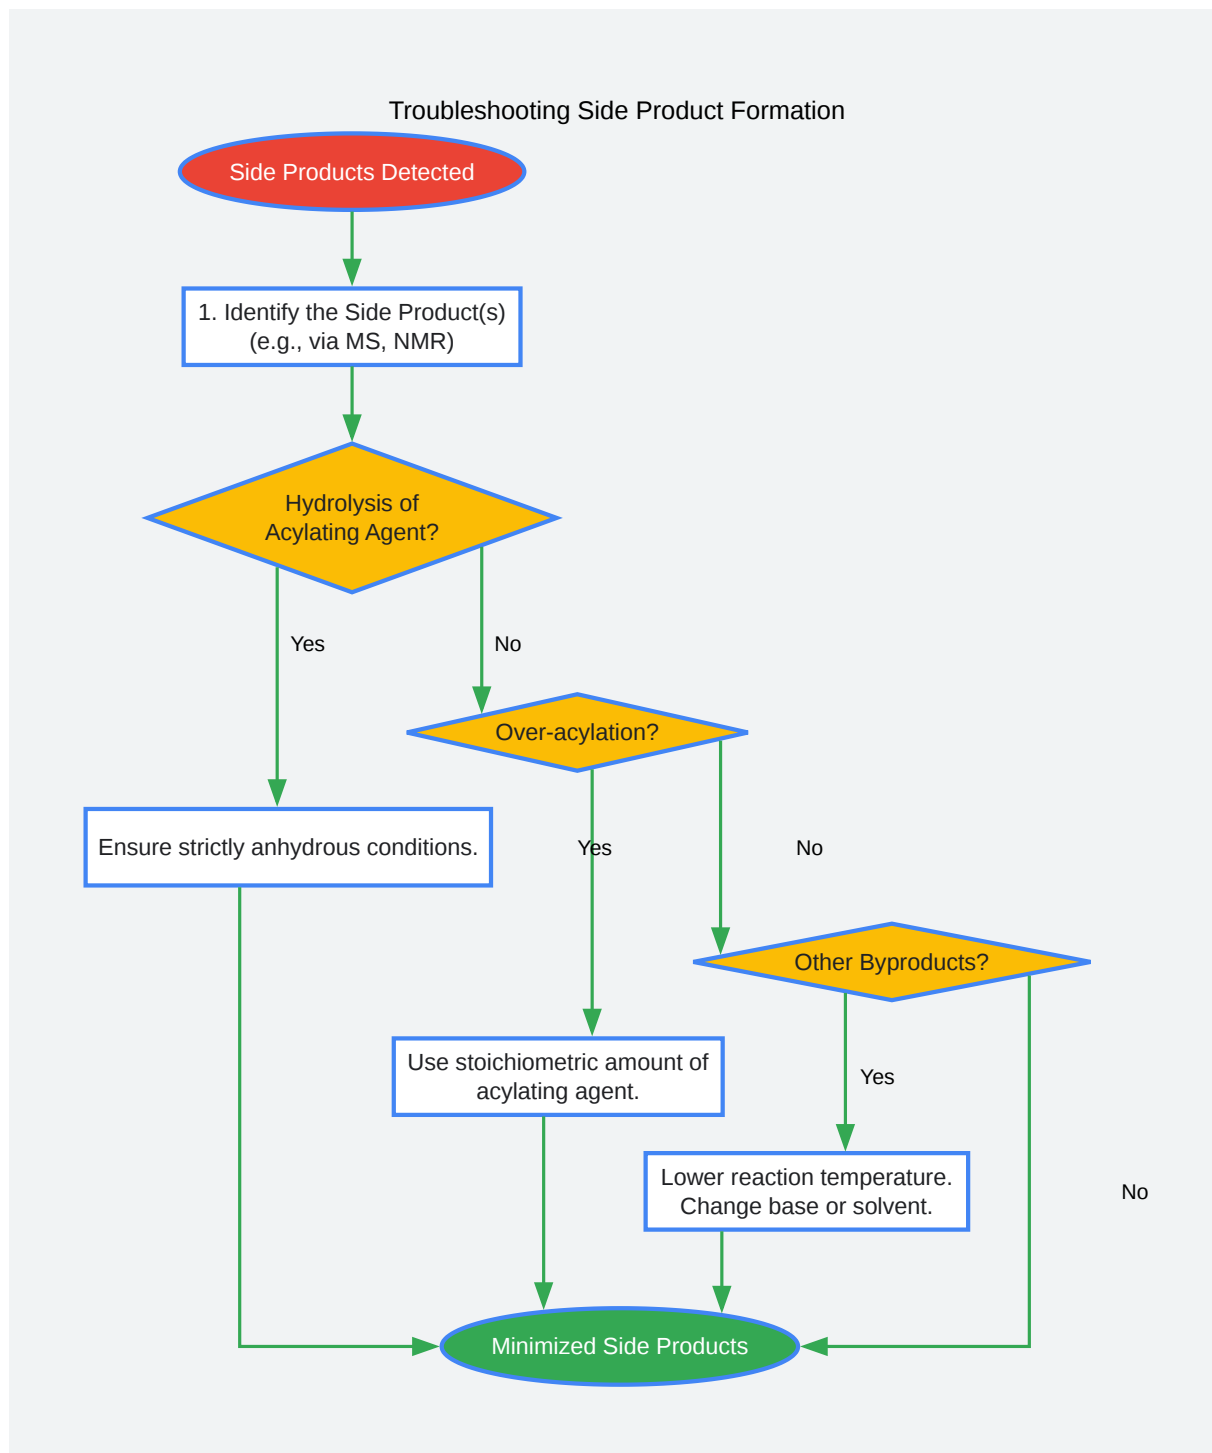 Troubleshooting Side Product Formation
Side Products Detected
1. Identify the Side Product(s)
(e.g., via MS, NMR)
Hydrolysis of
Acylating Agent?
Yes
No
Over-acylation?
Ensure strictly anhydrous conditions.
Yes
No
Other Byproducts?
Use stoichiometric amount of
acylating agent.
Yes
Lower reaction temperature.
Change base or solvent.
No
Minimized Side Products